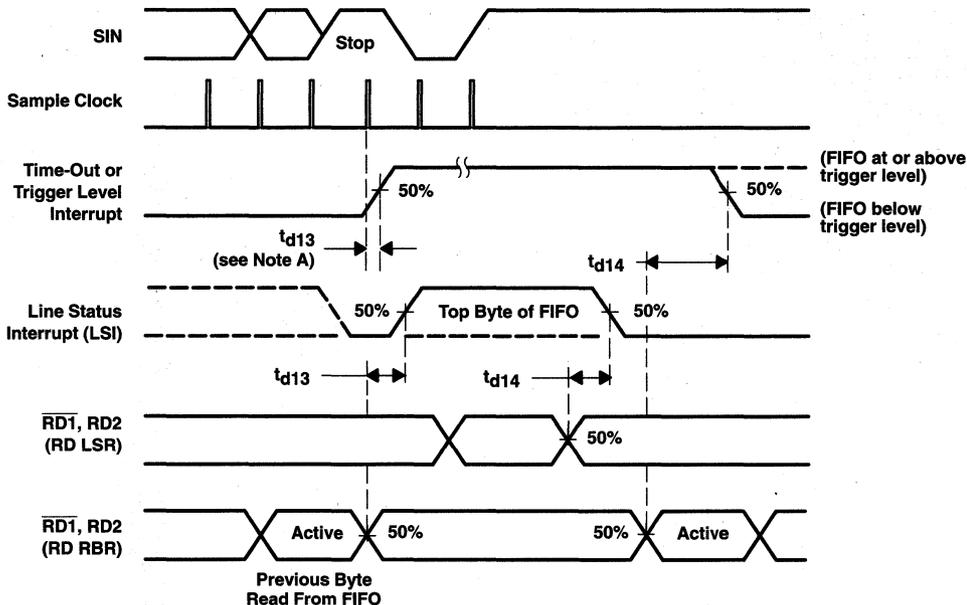 SIN
Stop
Sample Clock
Time-Out or
Trigger Level
Interrupt
50%
50%
(FIFO at or above
trigger level)
(FIFO below
trigger level)
td13
(see Note A)
td14
Line Status
Interrupt (LSI)
50%
Top Byte of FIFO
50%
td13
td14
RD1, RD2
(RD LSR)
50%
RD1, RD2
(RD RBR)
Active
50%
50%
Active
Previous Byte
Read From FIFO